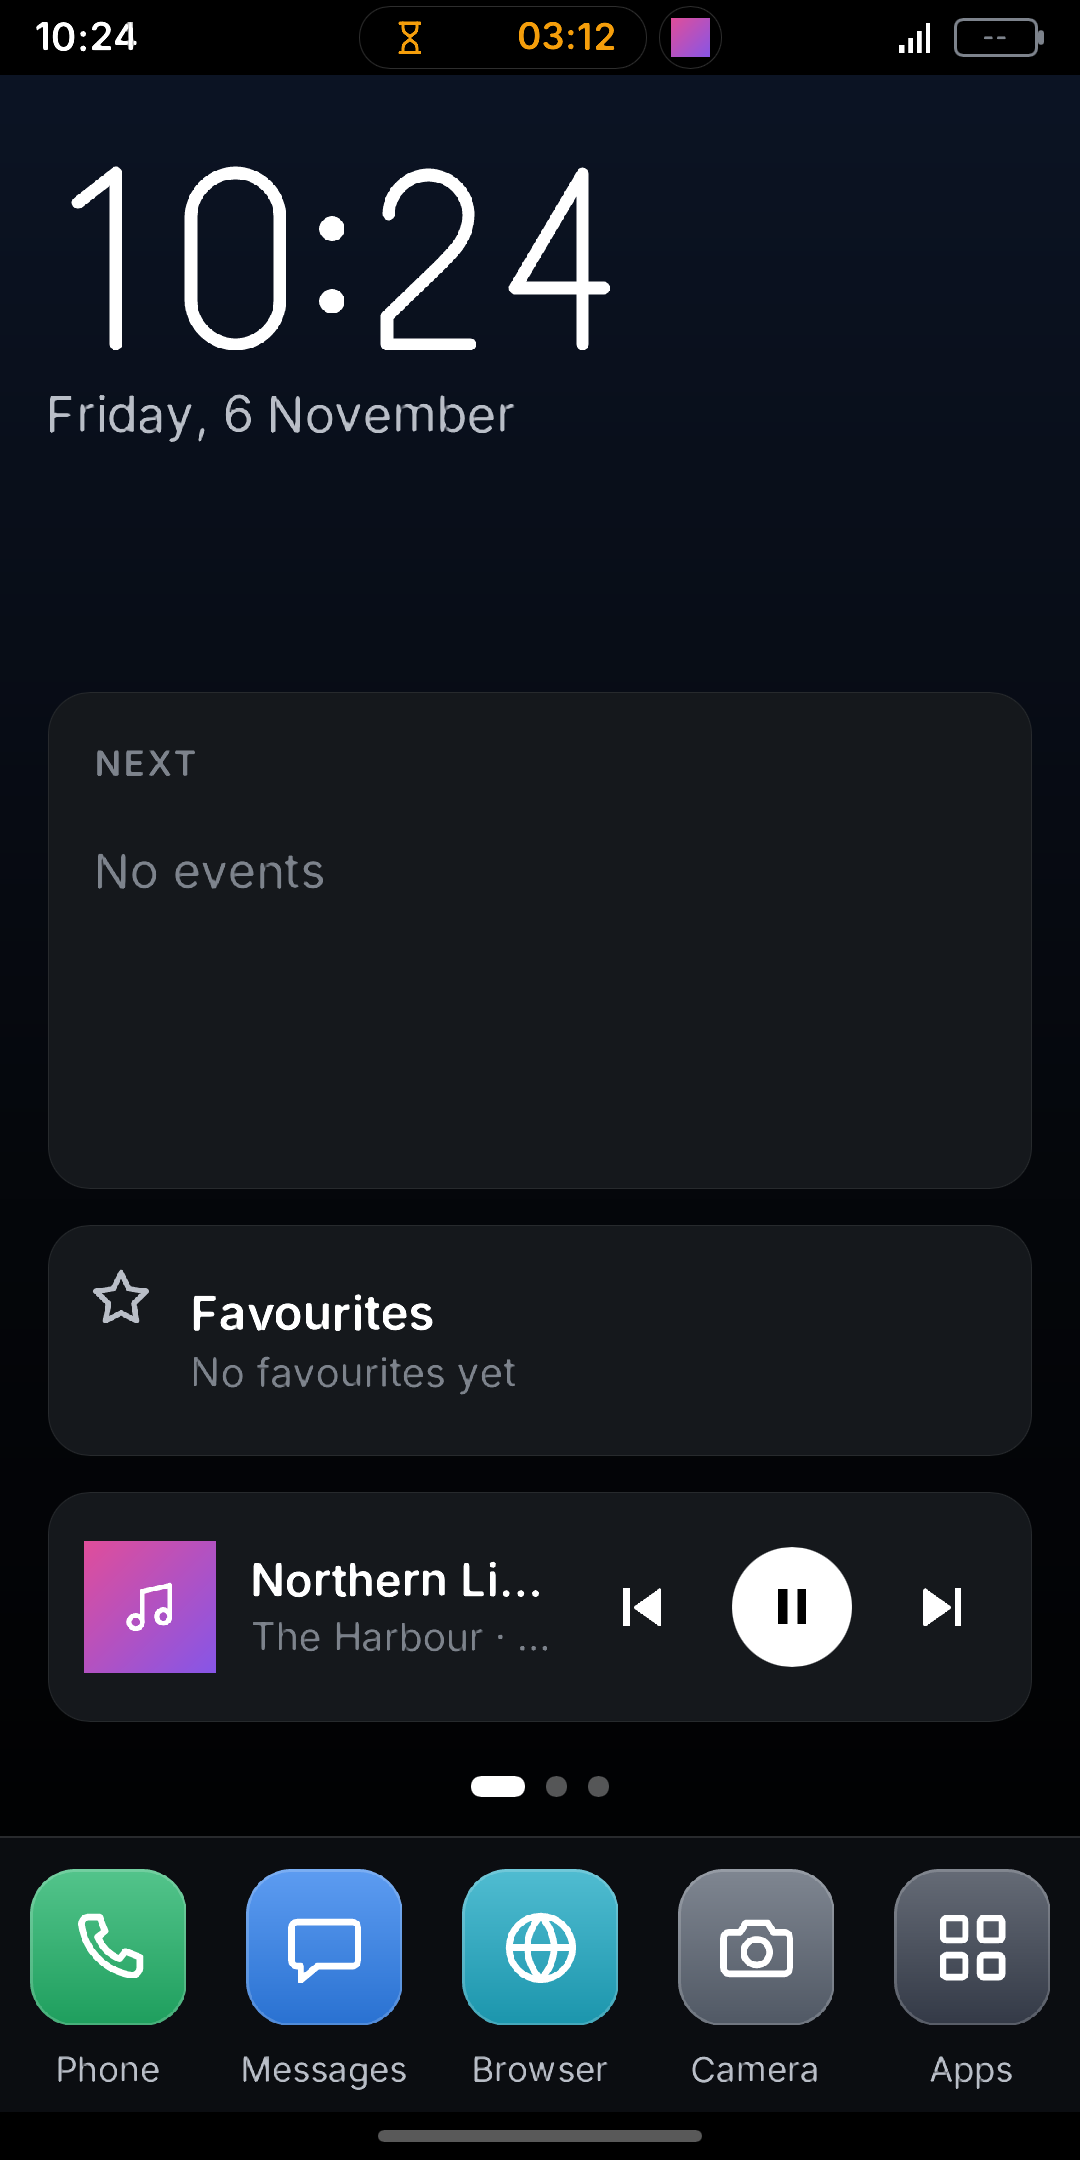 10:24
03:12
--
10:24
Friday, 6 November
NEXT
No events
Favourites
No favourites yet
Northern Li...
The Harbour · ...
Phone
Messages
Browser
Camera
Apps